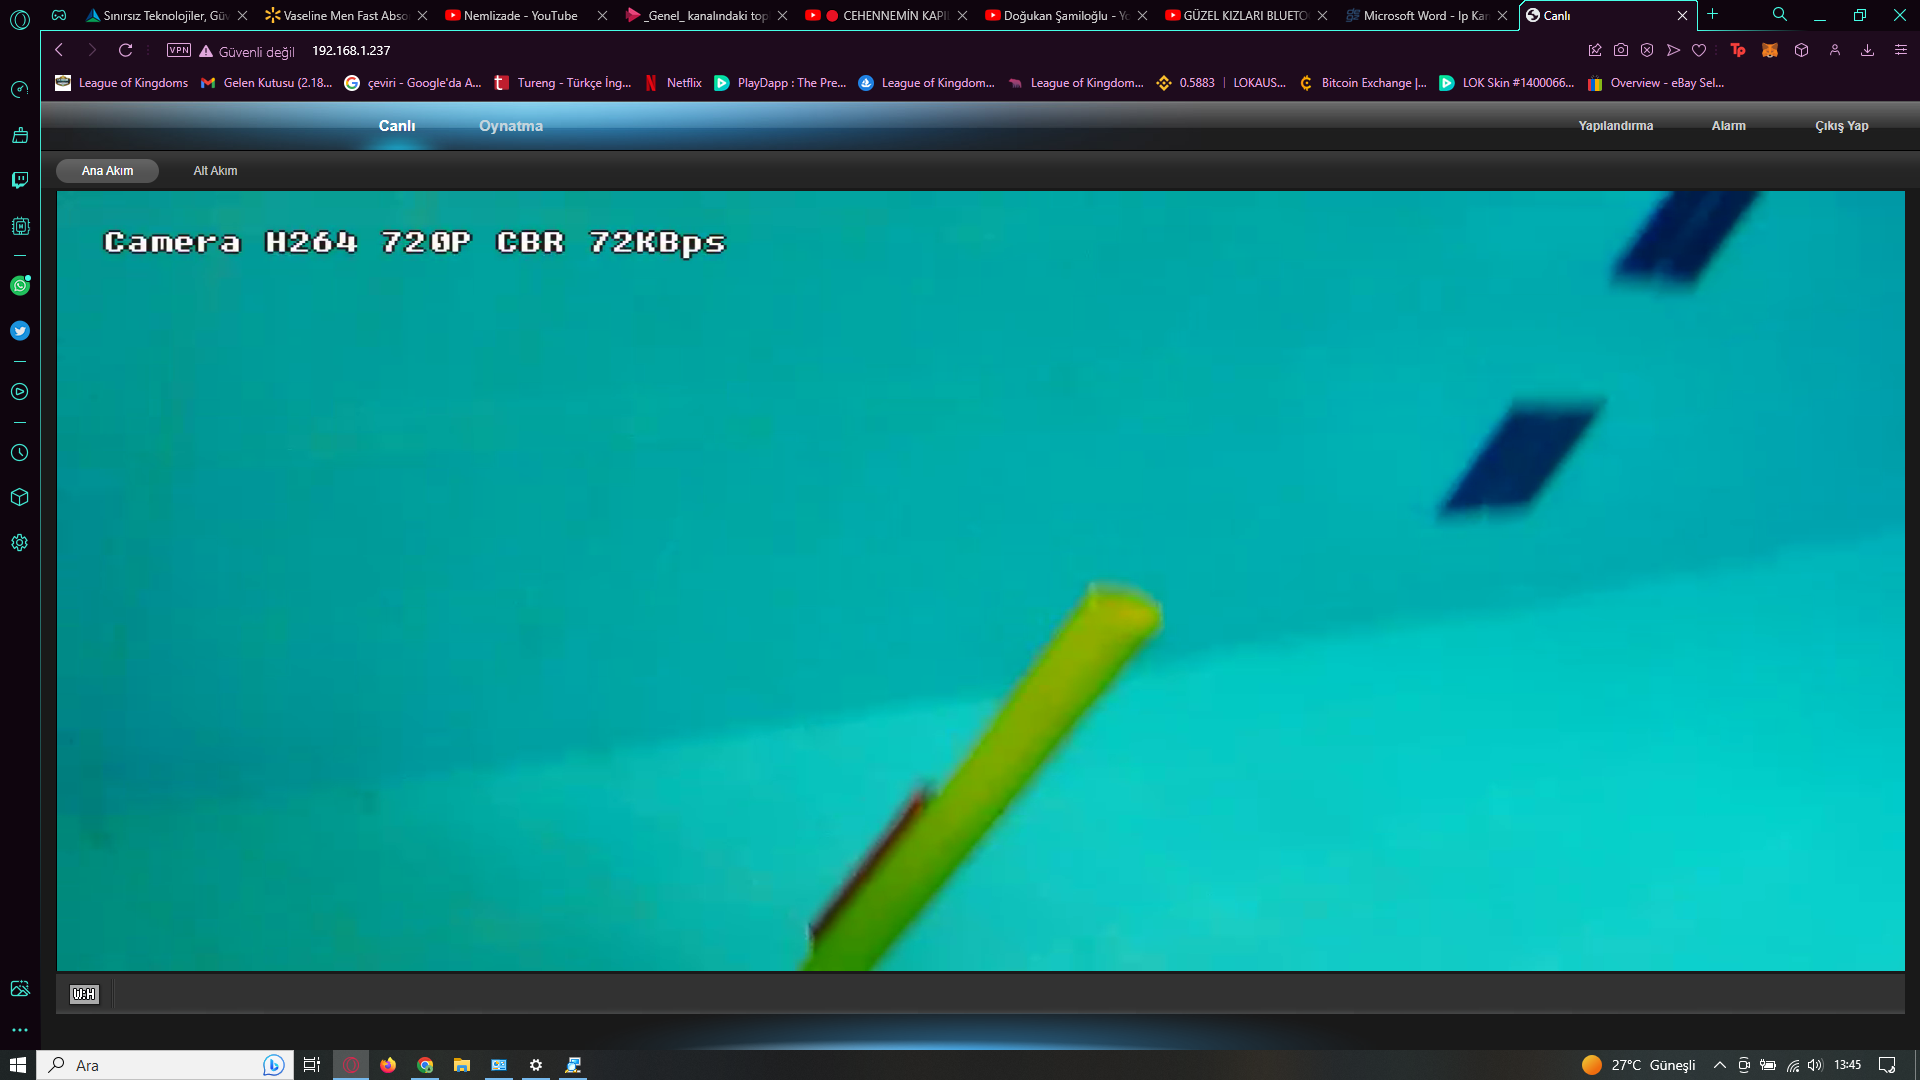 Sınırsız Teknolojiler, Güv
Vaseline Men Fast Abso
Nemlizade - YouTube
_Genel_ kanalındaki top
CEHENNEMİN KAPI
Doğukan Şamiloğlu - Yo
GÜZEL KIZLARI BLUETO
Microsoft Word - Ip Kam
Canlı
VPN
Güvenli değil
192.168.1.237
League of Kingdoms
Gelen Kutusu (2.18...
çeviri - Google'da A...
Tureng - Türkçe İng...
Netflix
PlayDapp : The Pre...
League of Kingdom...
League of Kingdom...
0.5883 | LOKAUS...
Bitcoin Exchange |...
LOK Skin #1400066...
Overview - eBay Sel...
Canlı
Oynatma
Yapılandırma
Alarm
Çıkış Yap
Ana Akım
Alt Akım
Camera H264 720P CBR 72KBps
W:H
Ara
27°C Güneşli
13:45